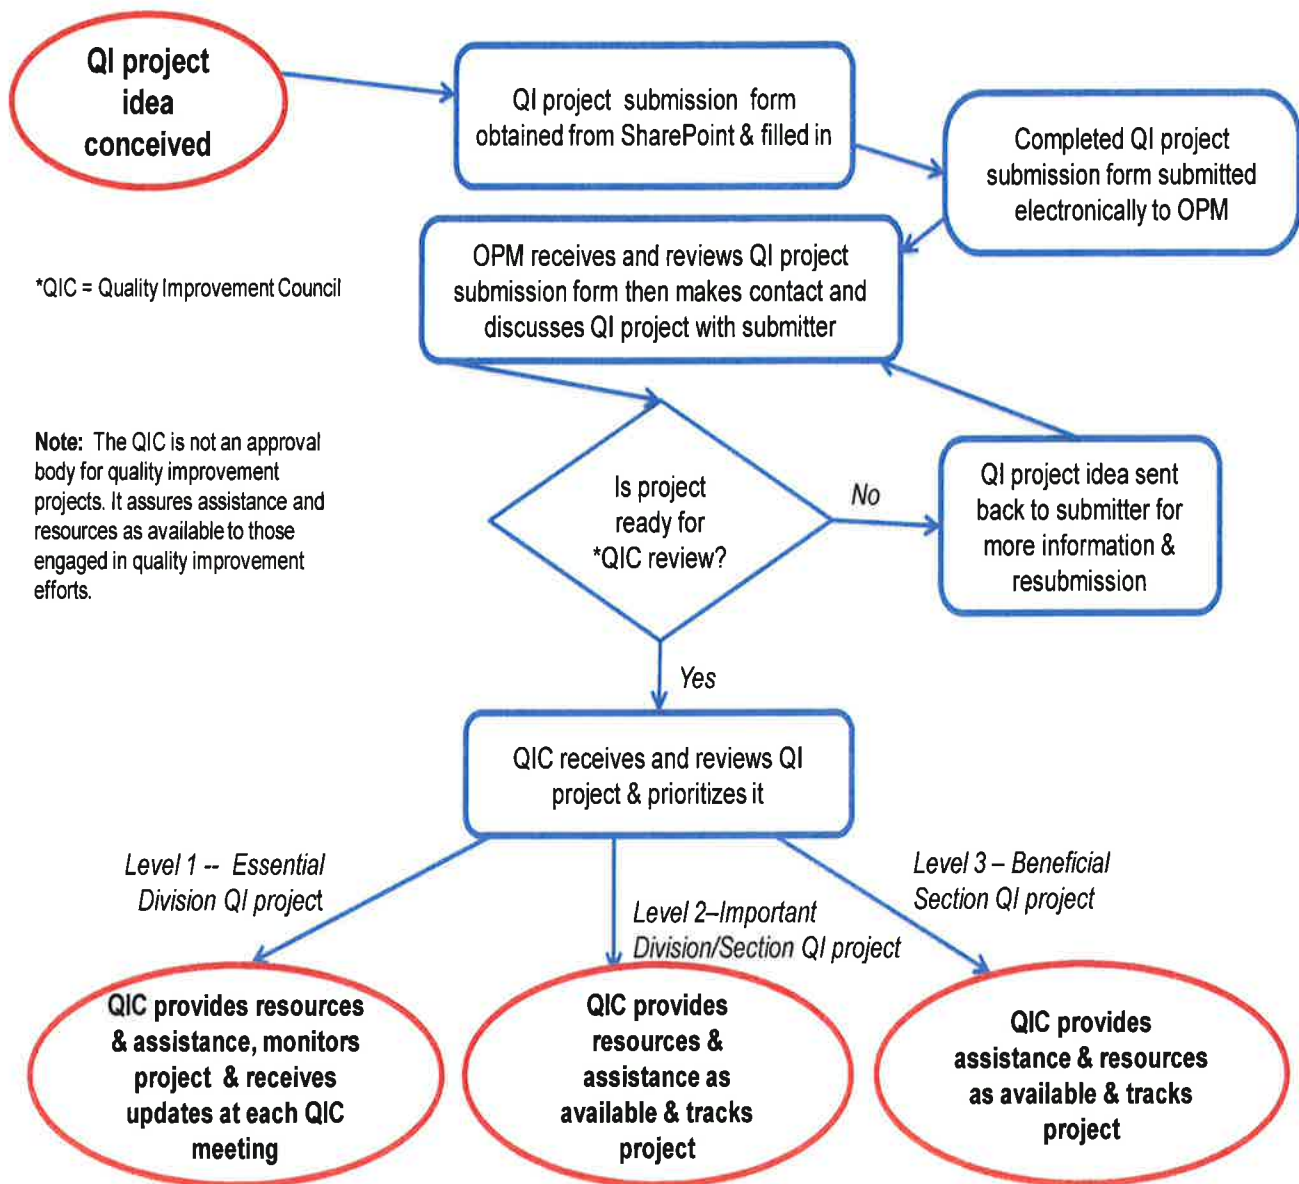 QI project
idea
conceived
QI project submission form
obtained from SharePoint & filled in
Completed QI project
submission form submitted
electronically to OPM
OPM receives and reviews QI project
submission form then makes contact and
discusses QI project with submitter
*QIC = Quality Improvement Council
Note: The QIC is not an approval
body for quality improvement
projects. It assures assistance and
resources as available to those
engaged in quality improvement
efforts.
Is project
ready for
*QIC review?
No
QI project idea sent
back to submitter for
more information &
resubmission
Yes
QIC receives and reviews QI
project & prioritizes it
Level 1 -- Essential
Division QI project
Level 2–Important
Division/Section QI project
Level 3 – Beneficial
Section QI project
QIC provides resources
& assistance, monitors
project & receives
updates at each QIC
meeting
QIC provides
resources &
assistance as
available & tracks
project
QIC provides
assistance & resources
as available & tracks
project